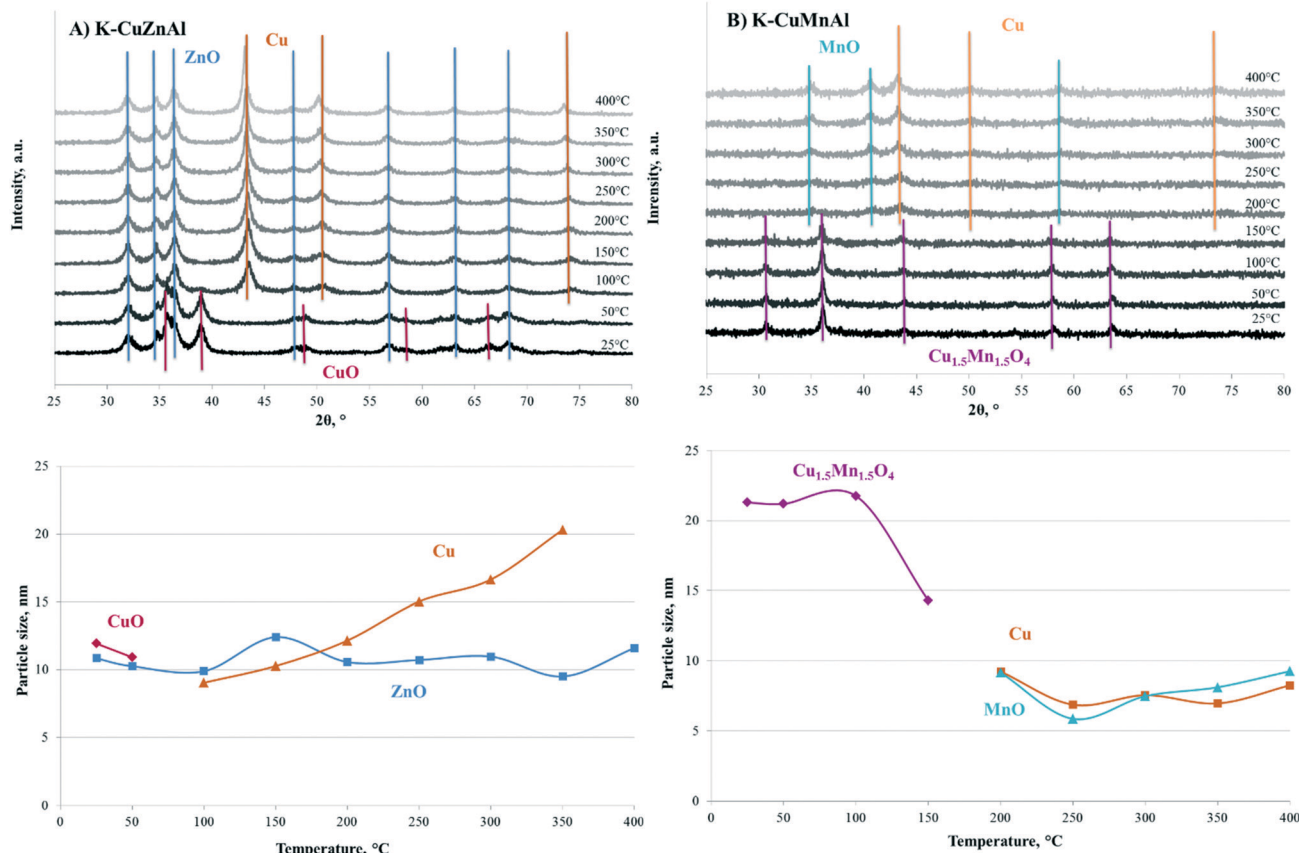 A) K-CuZnAl
Cu
ZnO
400°C
350°C
300°C
250°C
200°C
150°C
100°C
50°C
25°C
CuO
Intensity, a.u.
25 30 35 40 45 50 55 60 65 70 75 80
2θ, °
B) K-CuMnAl
Cu
MnO
400°C
350°C
300°C
250°C
200°C
150°C
100°C
50°C
25°C
Cu1.5Mn1.5O4
Inrensity, a.u.
25 30 35 40 45 50 55 60 65 70 75 80
2θ, °
25
20
15
10
5
0
Particle size, nm
Cu
CuO
ZnO
0 50 100 150 200 250 300 350 400
Temperature, °C
25
20
15
10
5
0
Particle size, nm
Cu1.5Mn1.5O4
Cu
MnO
0 50 100 150 200 250 300 350 400
Temperature, °C